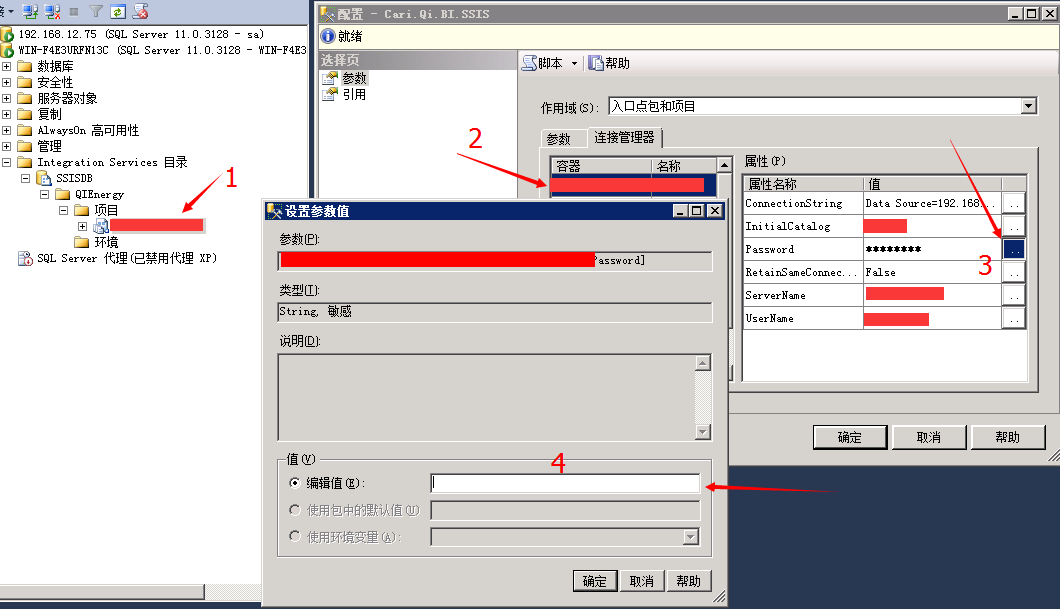 192.168.12.75 (SQL Server 11.0.3128 - sa)
WIN-F4E3URFN13C (SQL Server 11.0.3128 - WIN-F4E3
数据库
安全性
服务器对象
复制
AlwaysOn 高可用性
管理
Integration Services 目录
SSISDB
QIEnergy
项目
环境
SQL Server 代理(已禁用代理 XP)
1
配置 - Cari.Qi.BI.SSIS
就绪
选择页
参数
引用
脚本
帮助
作用域(S):
入口点包和项目
参数
连接管理器
2
容器
名称
属性(P)
属性名称
值
ConnectionString
Data Source=192.168...
InitialCatalog
Password
********
RetainSameConnec...
False
ServerName
UserName
3
确定
取消
帮助
设置参数值
参数(P):
Password]
类型(T):
String, 敏感
说明(D):
值(V)
4
编辑值(E):
使用包中的默认值(U)
使用环境变量(A):
确定
取消
帮助